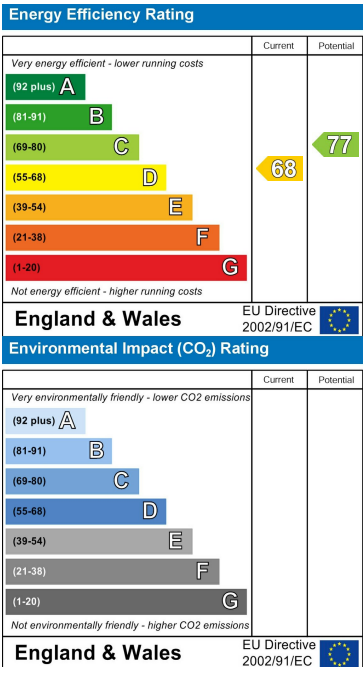 Energy Efficiency Rating
Current Potential
Very energy efficient - lower running costs
(92 plus) A
(81-91) B
(69-80) C
77
(55-68) D
68
(39-54) E
(21-38) F
(1-20) G
Not energy efficient - higher running costs
England & Wales
EU Directive
2002/91/EC
Environmental Impact (CO₂) Rating
Current Potential
Very environmentally friendly - lower CO2 emissions
(92 plus) A
(81-91) B
(69-80) C
(55-68) D
(39-54) E
(21-38) F
(1-20) G
Not environmentally friendly - higher CO2 emissions
England & Wales
EU Directive
2002/91/EC